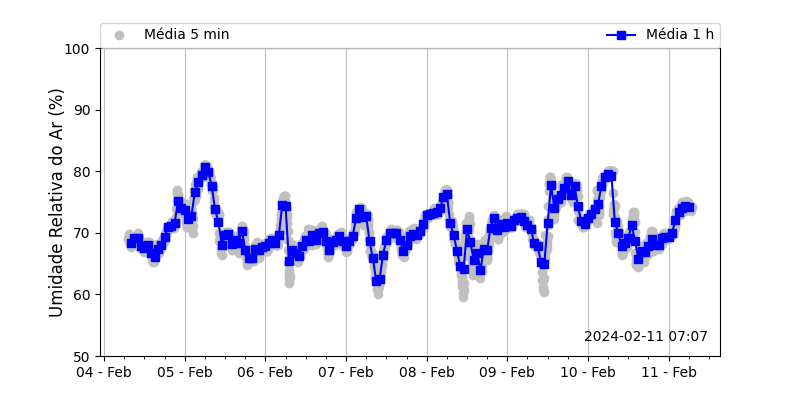 Média 5 min
Média 1 h
Umidade Relativa do Ar (%)
100
90
80
70
60
50
2024-02-11 07:07
04 - Feb
05 - Feb
06 - Feb
07 - Feb
08 - Feb
09 - Feb
10 - Feb
11 - Feb